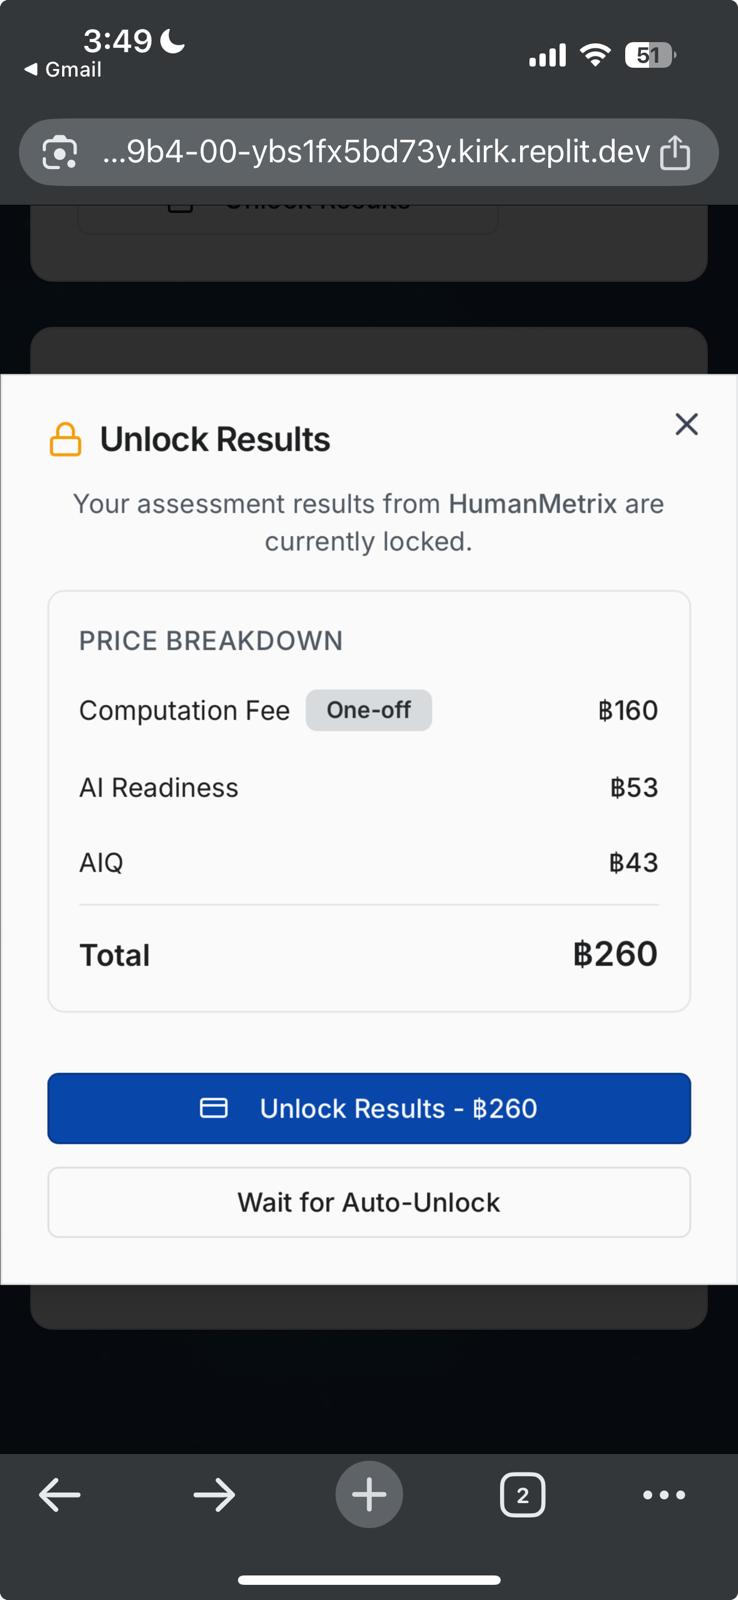 3:49
◀ Gmail
51
...9b4-00-ybs1fx5bd73y.kirk.replit.dev
Unlock Results
Unlock Results
Your assessment results from HumanMetrix are
currently locked.
PRICE BREAKDOWN
Computation Fee One-off ฿160
AI Readiness ฿53
AIQ ฿43
Total ฿260
Unlock Results - ฿260
Wait for Auto-Unlock
2